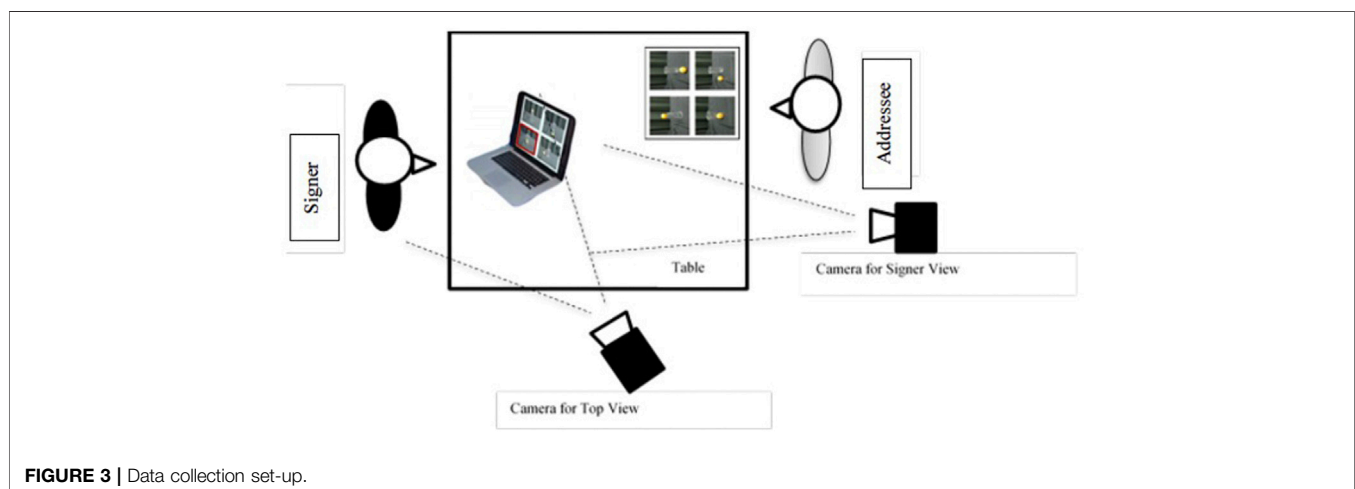 Signer
Addressee
Table
Camera for Signer View
Camera for Top View
FIGURE 3 | Data collection set-up.